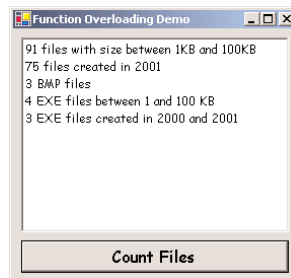 Function Overloading Demo
91 files with size between 1KB and 100KB
75 files created in 2001
3 BMP files
4 EXE files between 1 and 100 KB
3 EXE files created in 2000 and 2001
Count Files